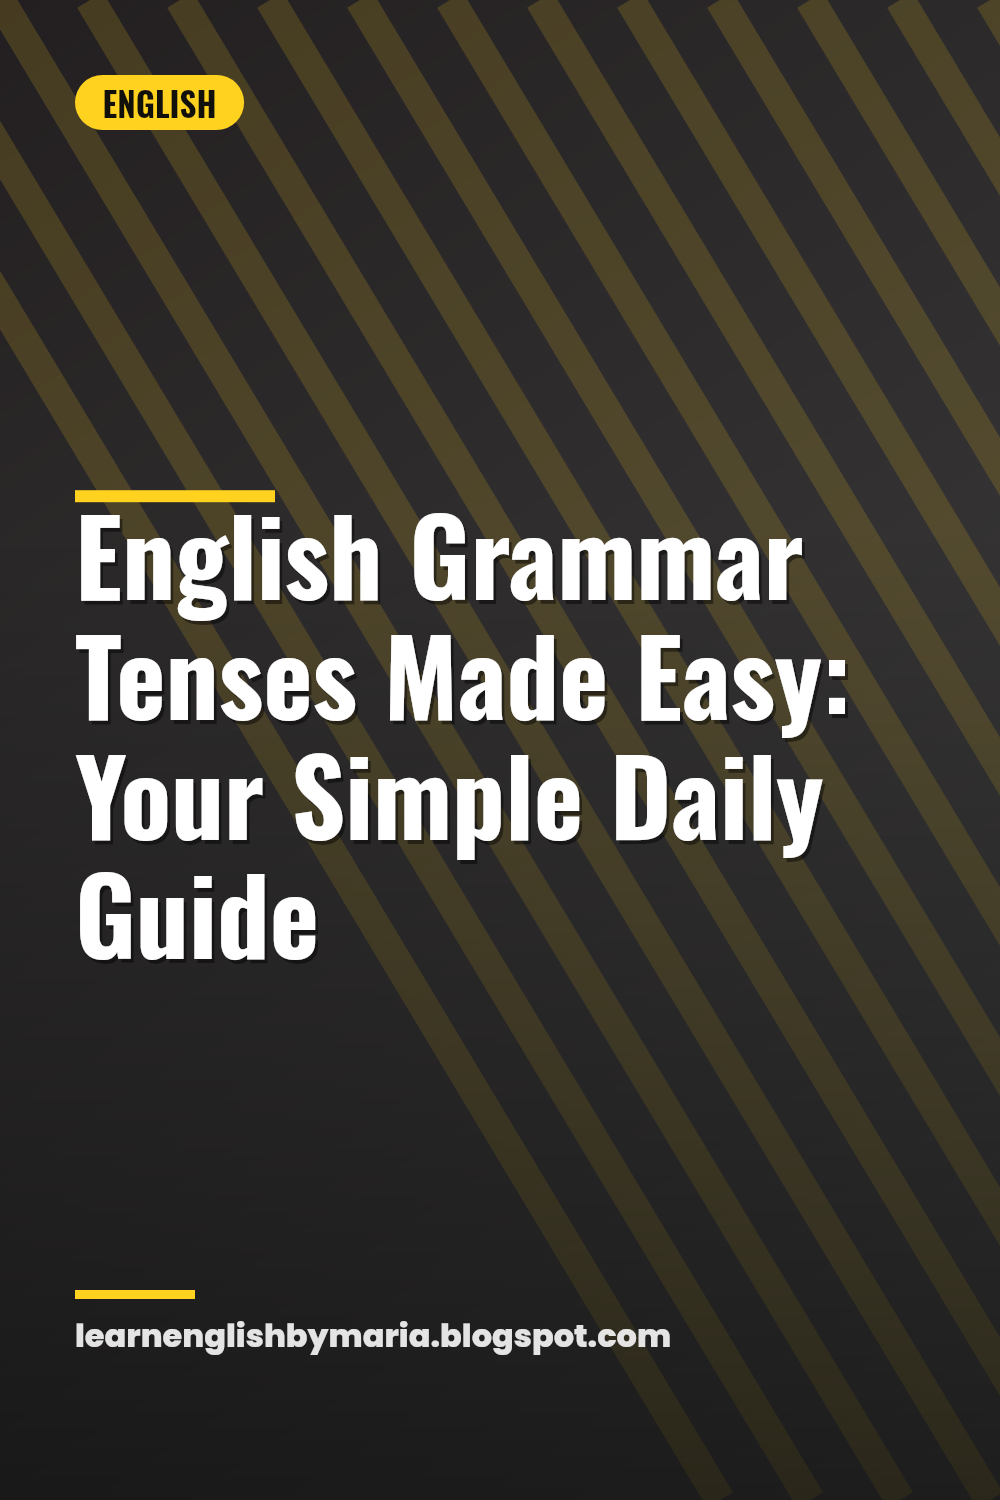 ENGLISH
English Grammar
Tenses Made Easy:
Your Simple Daily
Guide
learnenglishbymaria.blogspot.com